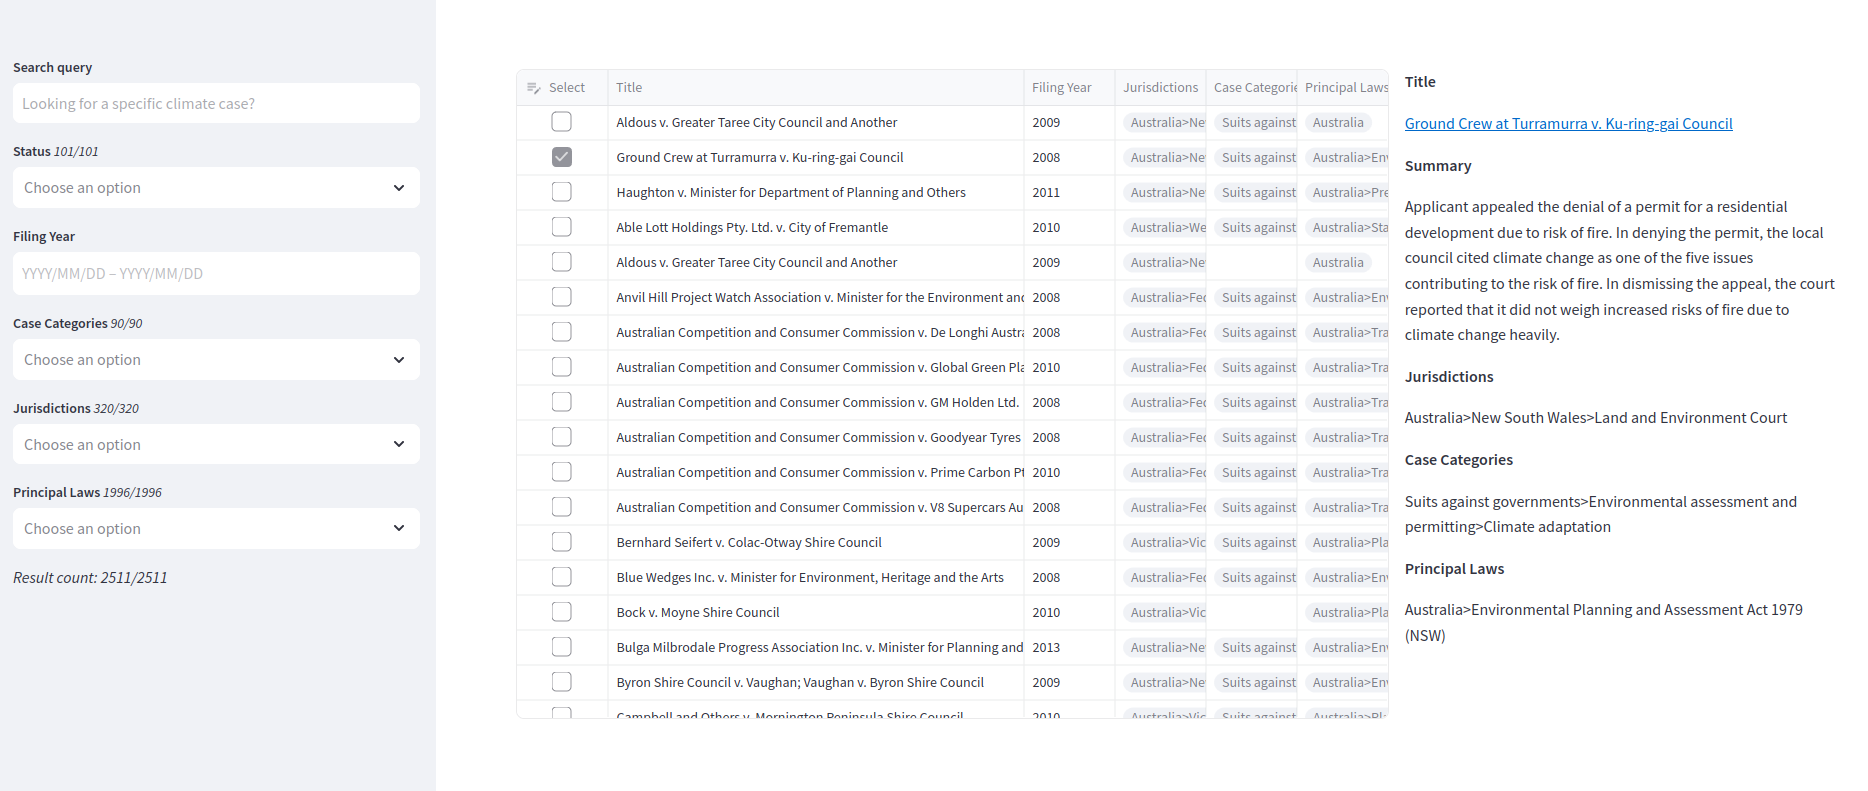 Search query
Looking for a specific climate case?
Status 101/101
Choose an option
Filing Year
YYYY/MM/DD – YYYY/MM/DD
Case Categories 90/90
Choose an option
Jurisdictions 320/320
Choose an option
Principal Laws 1996/1996
Choose an option
Result count: 2511/2511
Select Title Filing Year Jurisdictions Case Categorie Principal Laws
Aldous v. Greater Taree City Council and Another 2009 Australia>Ne Suits against Australia
Ground Crew at Turramurra v. Ku-ring-gai Council 2008 Australia>Ne Suits against Australia>En
Haughton v. Minister for Department of Planning and Others 2011 Australia>Ne Suits against Australia>Pre
Able Lott Holdings Pty. Ltd. v. City of Fremantle 2010 Australia>We Suits against Australia>Sta
Aldous v. Greater Taree City Council and Another 2009 Australia>Ne Australia
Anvil Hill Project Watch Association v. Minister for the Environment and 2008 Australia>Fed Suits against Australia>En
Australian Competition and Consumer Commission v. De Longhi Austra 2008 Australia>Fed Suits against Australia>Tra
Australian Competition and Consumer Commission v. Global Green Pla 2010 Australia>Fed Suits against Australia>Tra
Australian Competition and Consumer Commission v. GM Holden Ltd. 2008 Australia>Fed Suits against Australia>Tra
Australian Competition and Consumer Commission v. Goodyear Tyres 2008 Australia>Fed Suits against Australia>Tra
Australian Competition and Consumer Commission v. Prime Carbon Pt 2010 Australia>Fed Suits against Australia>Tra
Australian Competition and Consumer Commission v. V8 Supercars Au 2008 Australia>Fed Suits against Australia>Tra
Bernhard Seifert v. Colac-Otway Shire Council 2009 Australia>Vic Suits against Australia>Pla
Blue Wedges Inc. v. Minister for Environment, Heritage and the Arts 2008 Australia>Fed Suits against Australia>En
Bock v. Moyne Shire Council 2010 Australia>Vic Australia>Pla
Bulga Milbrodale Progress Association Inc. v. Minister for Planning and 2013 Australia>Ne Suits against Australia>En
Byron Shire Council v. Vaughan; Vaughan v. Byron Shire Council 2009 Australia>Ne Suits against Australia>En
Campbell and Others v. Mornington Peninsula Shire Council 2010 Australia>Vic Suits against Australia>Pla
Title
Ground Crew at Turramurra v. Ku-ring-gai Council
Summary
Applicant appealed the denial of a permit for a residential
development due to risk of fire. In denying the permit, the local
council cited climate change as one of the five issues
contributing to the risk of fire. In dismissing the appeal, the court
reported that it did not weigh increased risks of fire due to
climate change heavily.
Jurisdictions
Australia>New South Wales>Land and Environment Court
Case Categories
Suits against governments>Environmental assessment and
permitting>Climate adaptation
Principal Laws
Australia>Environmental Planning and Assessment Act 1979
(NSW)